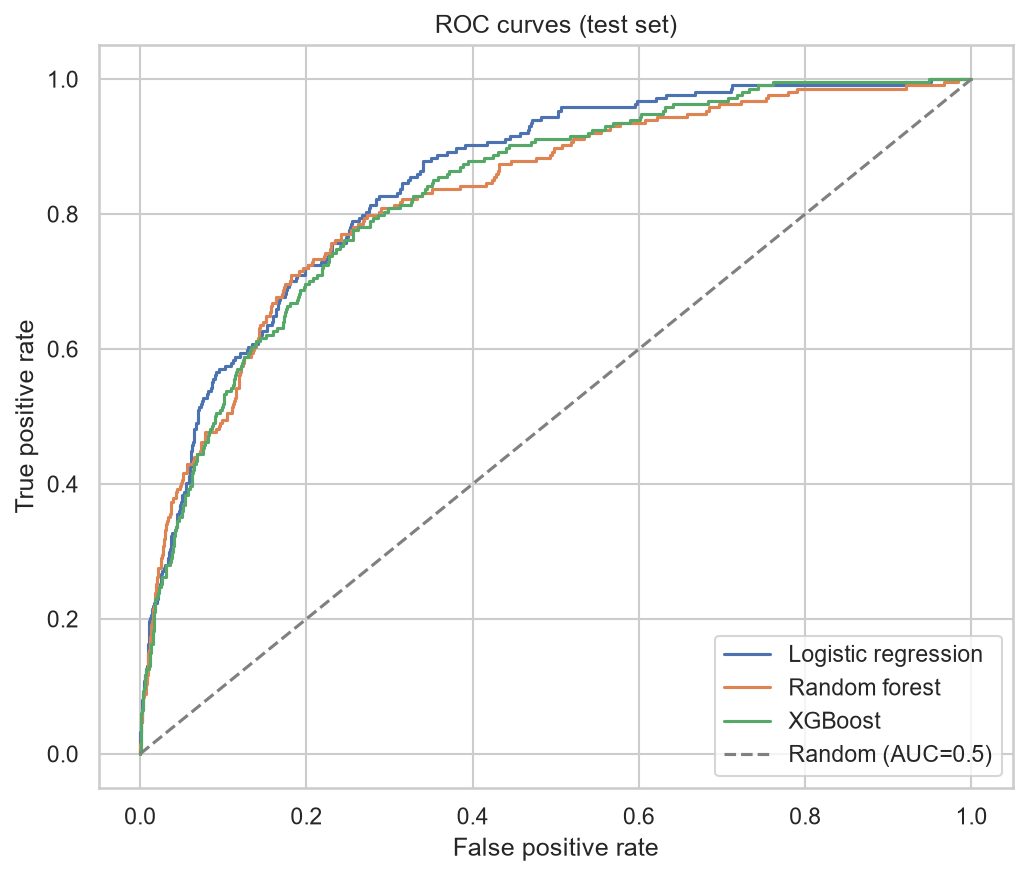 ROC curves (test set)
1.0
0.8
0.6
0.4
0.2
0.0
True positive rate
Logistic regression
Random forest
XGBoost
Random (AUC=0.5)
0.0 0.2 0.4 0.6 0.8 1.0
False positive rate